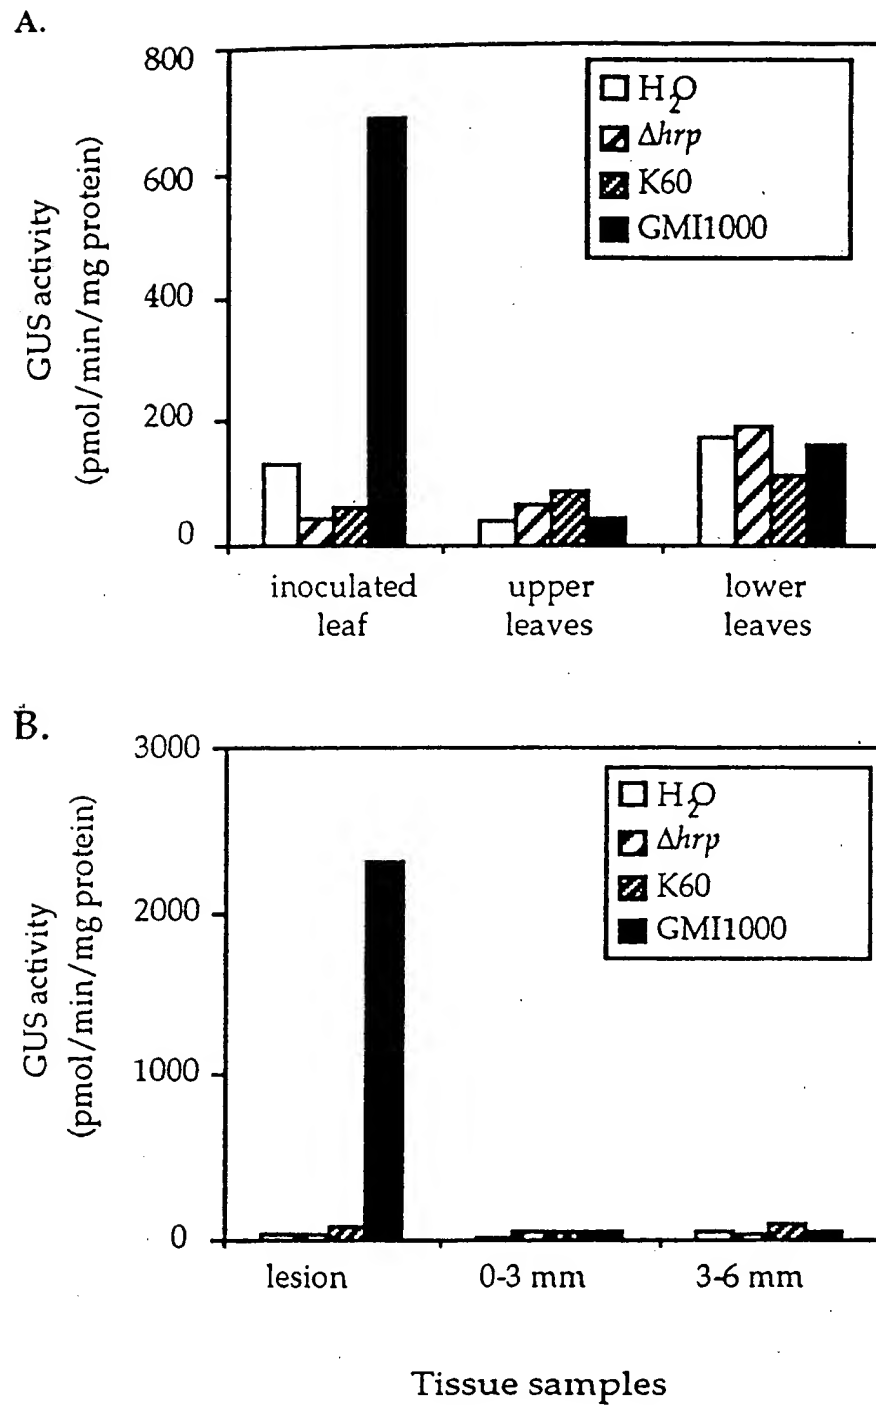 A.
800
600
400
200
0
GUS activity
(pmol/min/mg protein)
H2O
Δhrp
K60
GMI1000
inoculated leaf
upper leaves
lower leaves
B.
3000
2000
1000
0
GUS activity
(pmol/min/mg protein)
H2O
Δhrp
K60
GMI1000
lesion
0-3 mm
3-6 mm
Tissue samples